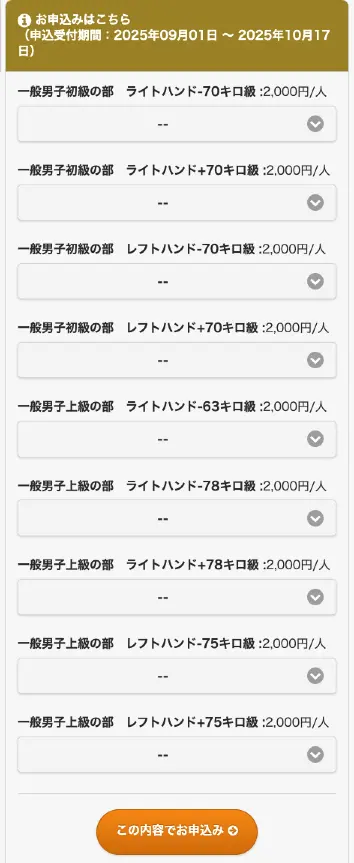 お申込みはこちら
（申込受付期間：2025年09月01日 〜 2025年10月17
日）
一般男子初級の部　ライトハンド-70キロ級 :2,000円/人
--
一般男子初級の部　ライトハンド+70キロ級 :2,000円/人
--
一般男子初級の部　レフトハンド-70キロ級 :2,000円/人
--
一般男子初級の部　レフトハンド+70キロ級 :2,000円/人
--
一般男子上級の部　ライトハンド-63キロ級 :2,000円/人
--
一般男子上級の部　ライトハンド-78キロ級 :2,000円/人
--
一般男子上級の部　ライトハンド+78キロ級 :2,000円/人
--
一般男子上級の部　レフトハンド-75キロ級 :2,000円/人
--
一般男子上級の部　レフトハンド+75キロ級 :2,000円/人
--
この内容でお申込み